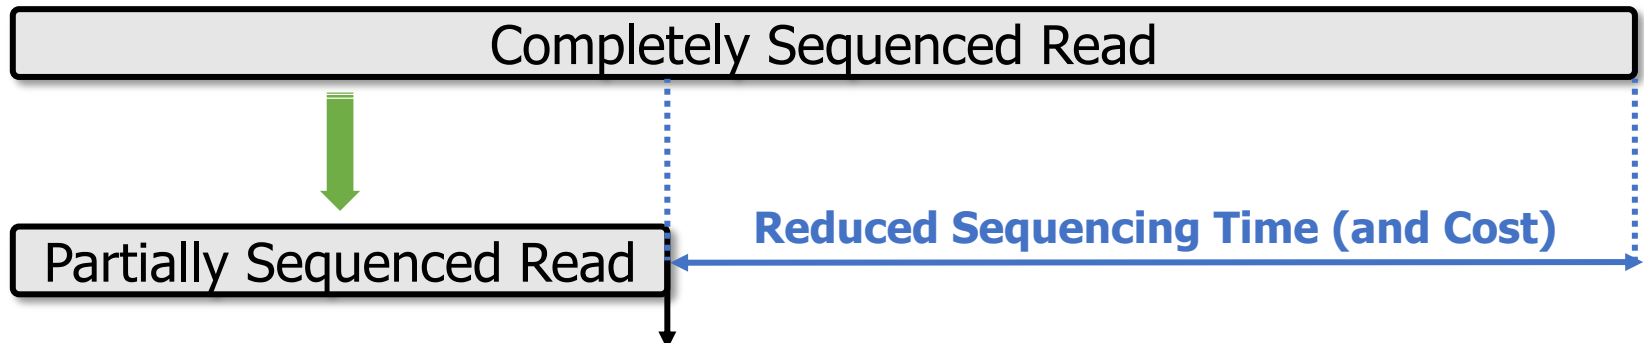 Completely Sequenced Read
Reduced Sequencing Time (and Cost)
Partially Sequenced Read